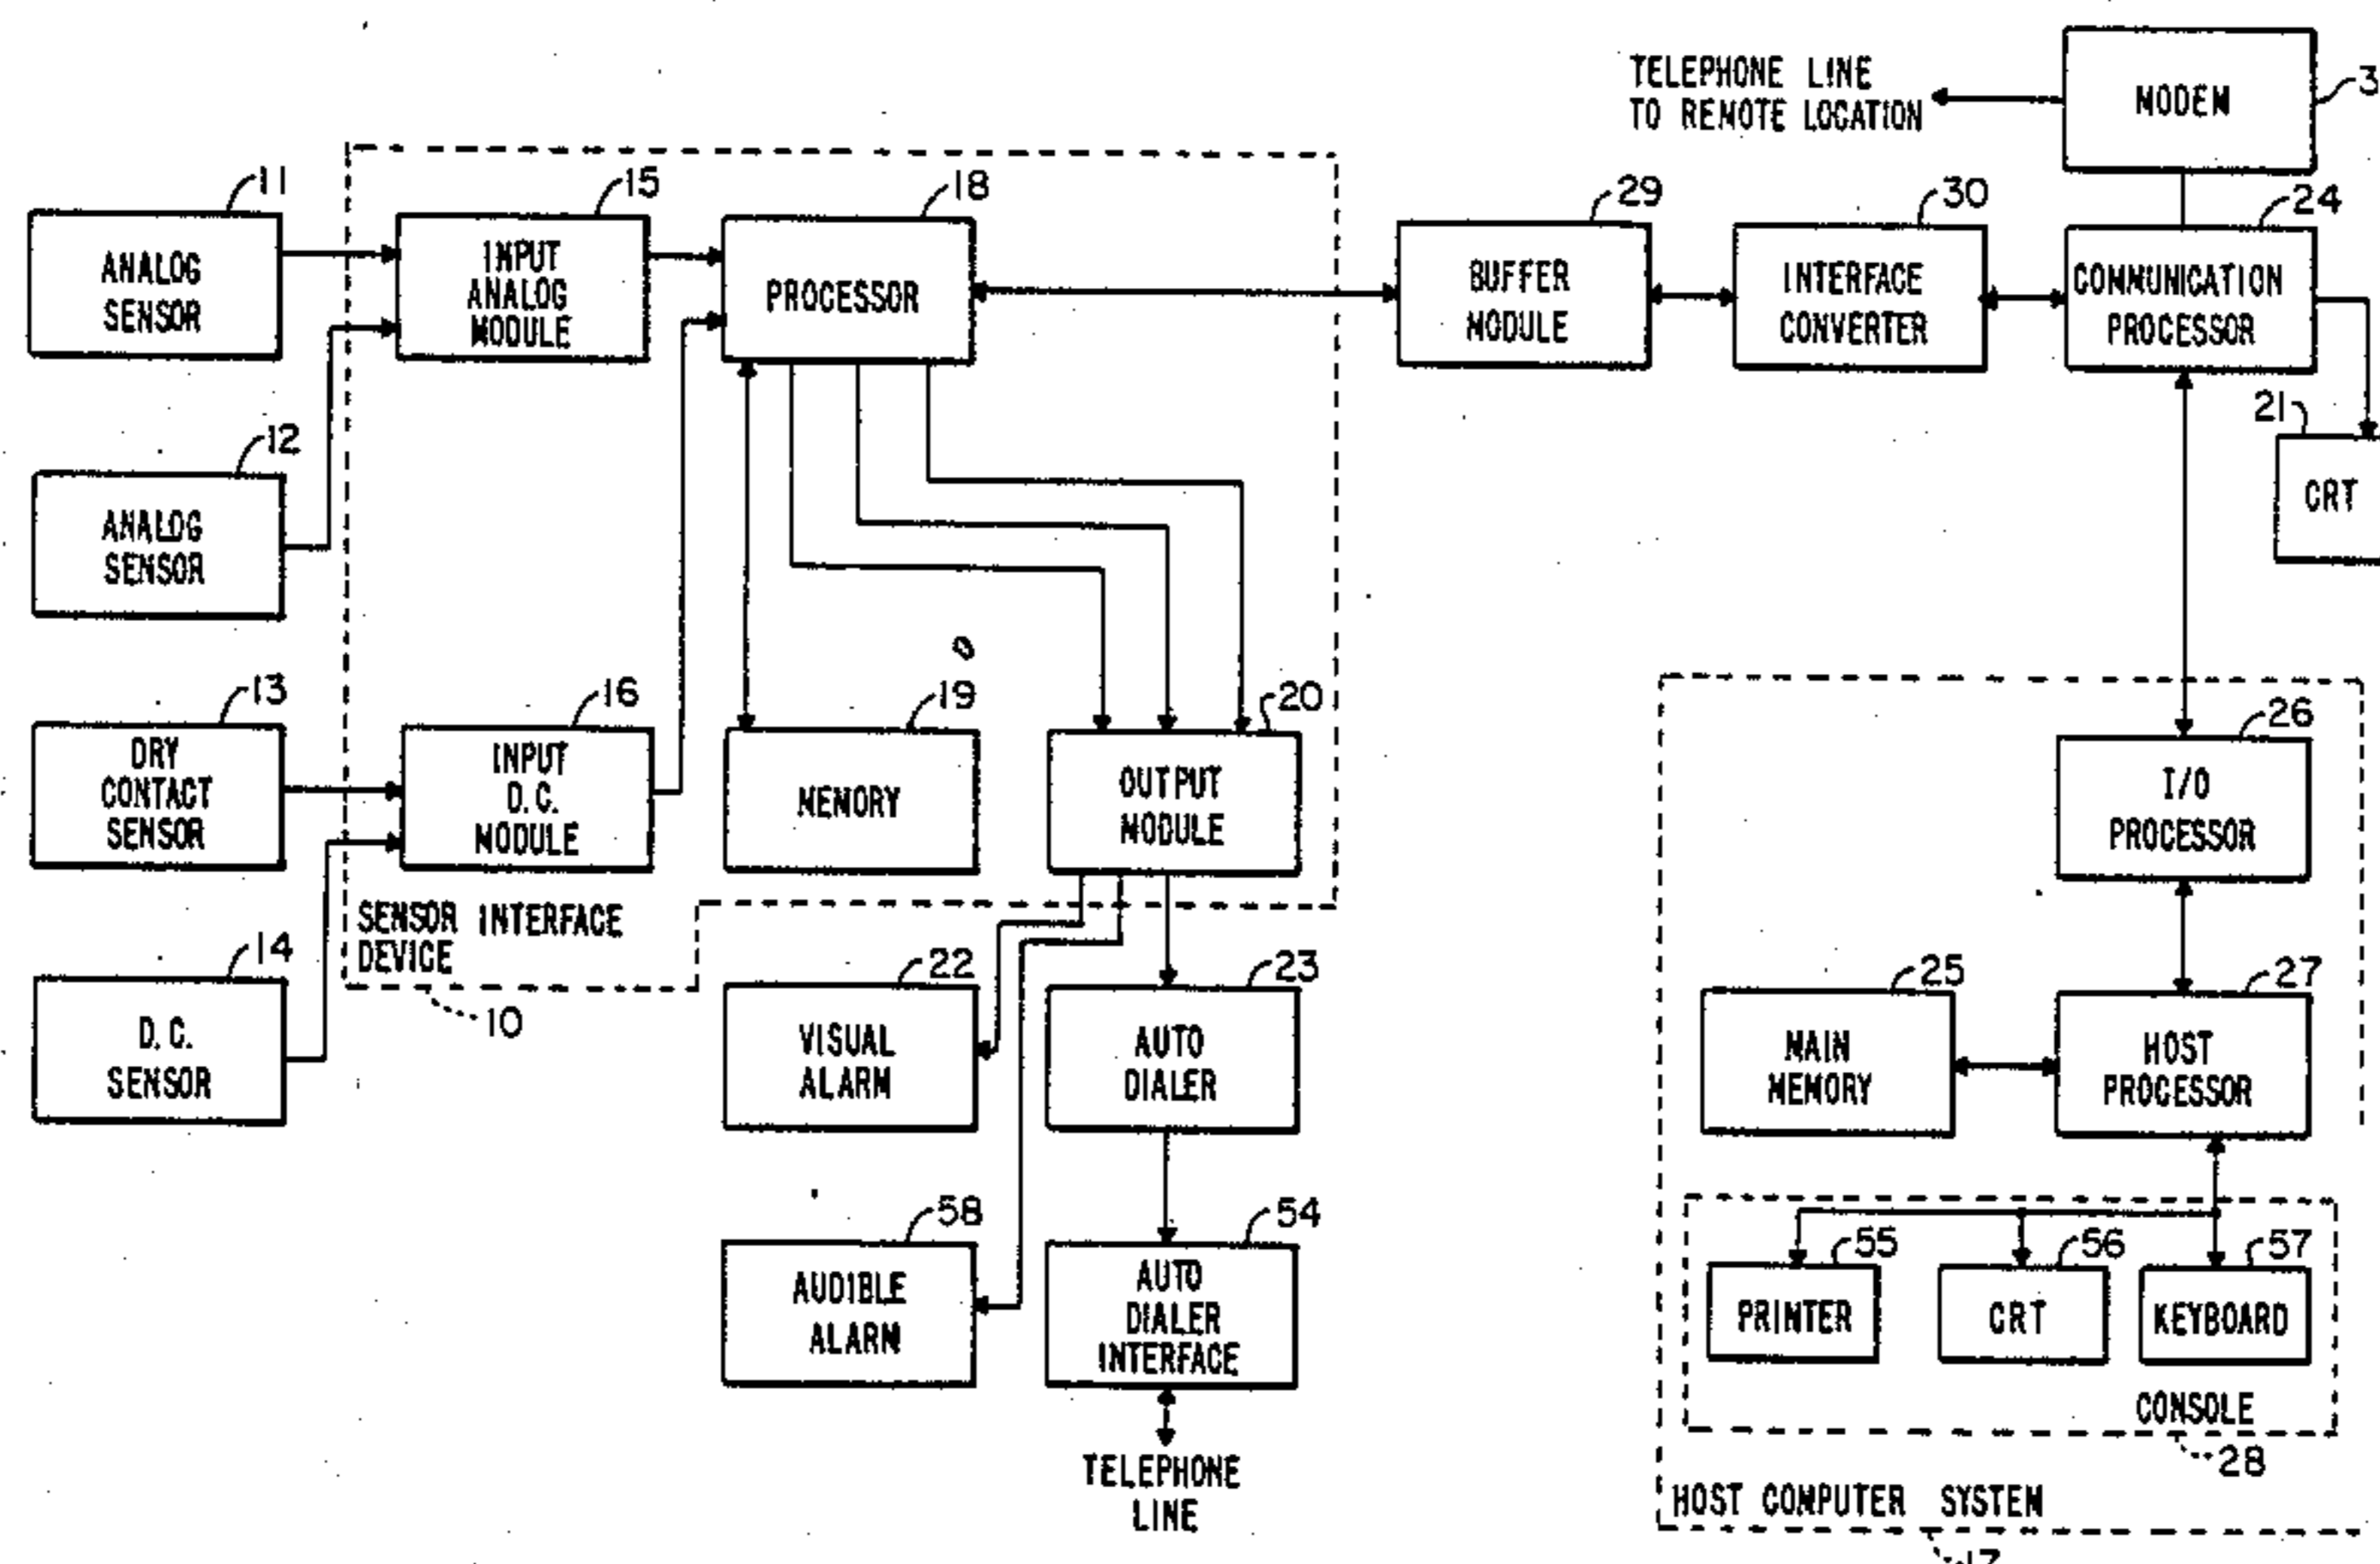 TELEPHONE LINE
TO REMOTE LOCATION
MODEM
3
11
15
18
29
30
24
ANALOG
SENSOR
INPUT
ANALOG
MODULE
PROCESSOR
BUFFER
MODULE
INTERFACE
CONVERTER
COMMUNICATION
PROCESSOR
12
21
ANALOG
SENSOR
CRT
13
16
19
20
26
DRY
CONTACT
SENSOR
INPUT
D.C.
MODULE
MEMORY
OUTPUT
MODULE
I/O
PROCESSOR
SENSOR INTERFACE
DEVICE
10
14
22
23
25
27
D.C.
SENSOR
VISUAL
ALARM
AUTO
DIALER
MAIN
MEMORY
HOST
PROCESSOR
58
54
55
56
57
AUDIBLE
ALARM
AUTO
DIALER
INTERFACE
PRINTER
CRT
KEYBOARD
CONSOLE
28
TELEPHONE
LINE
HOST COMPUTER SYSTEM
17